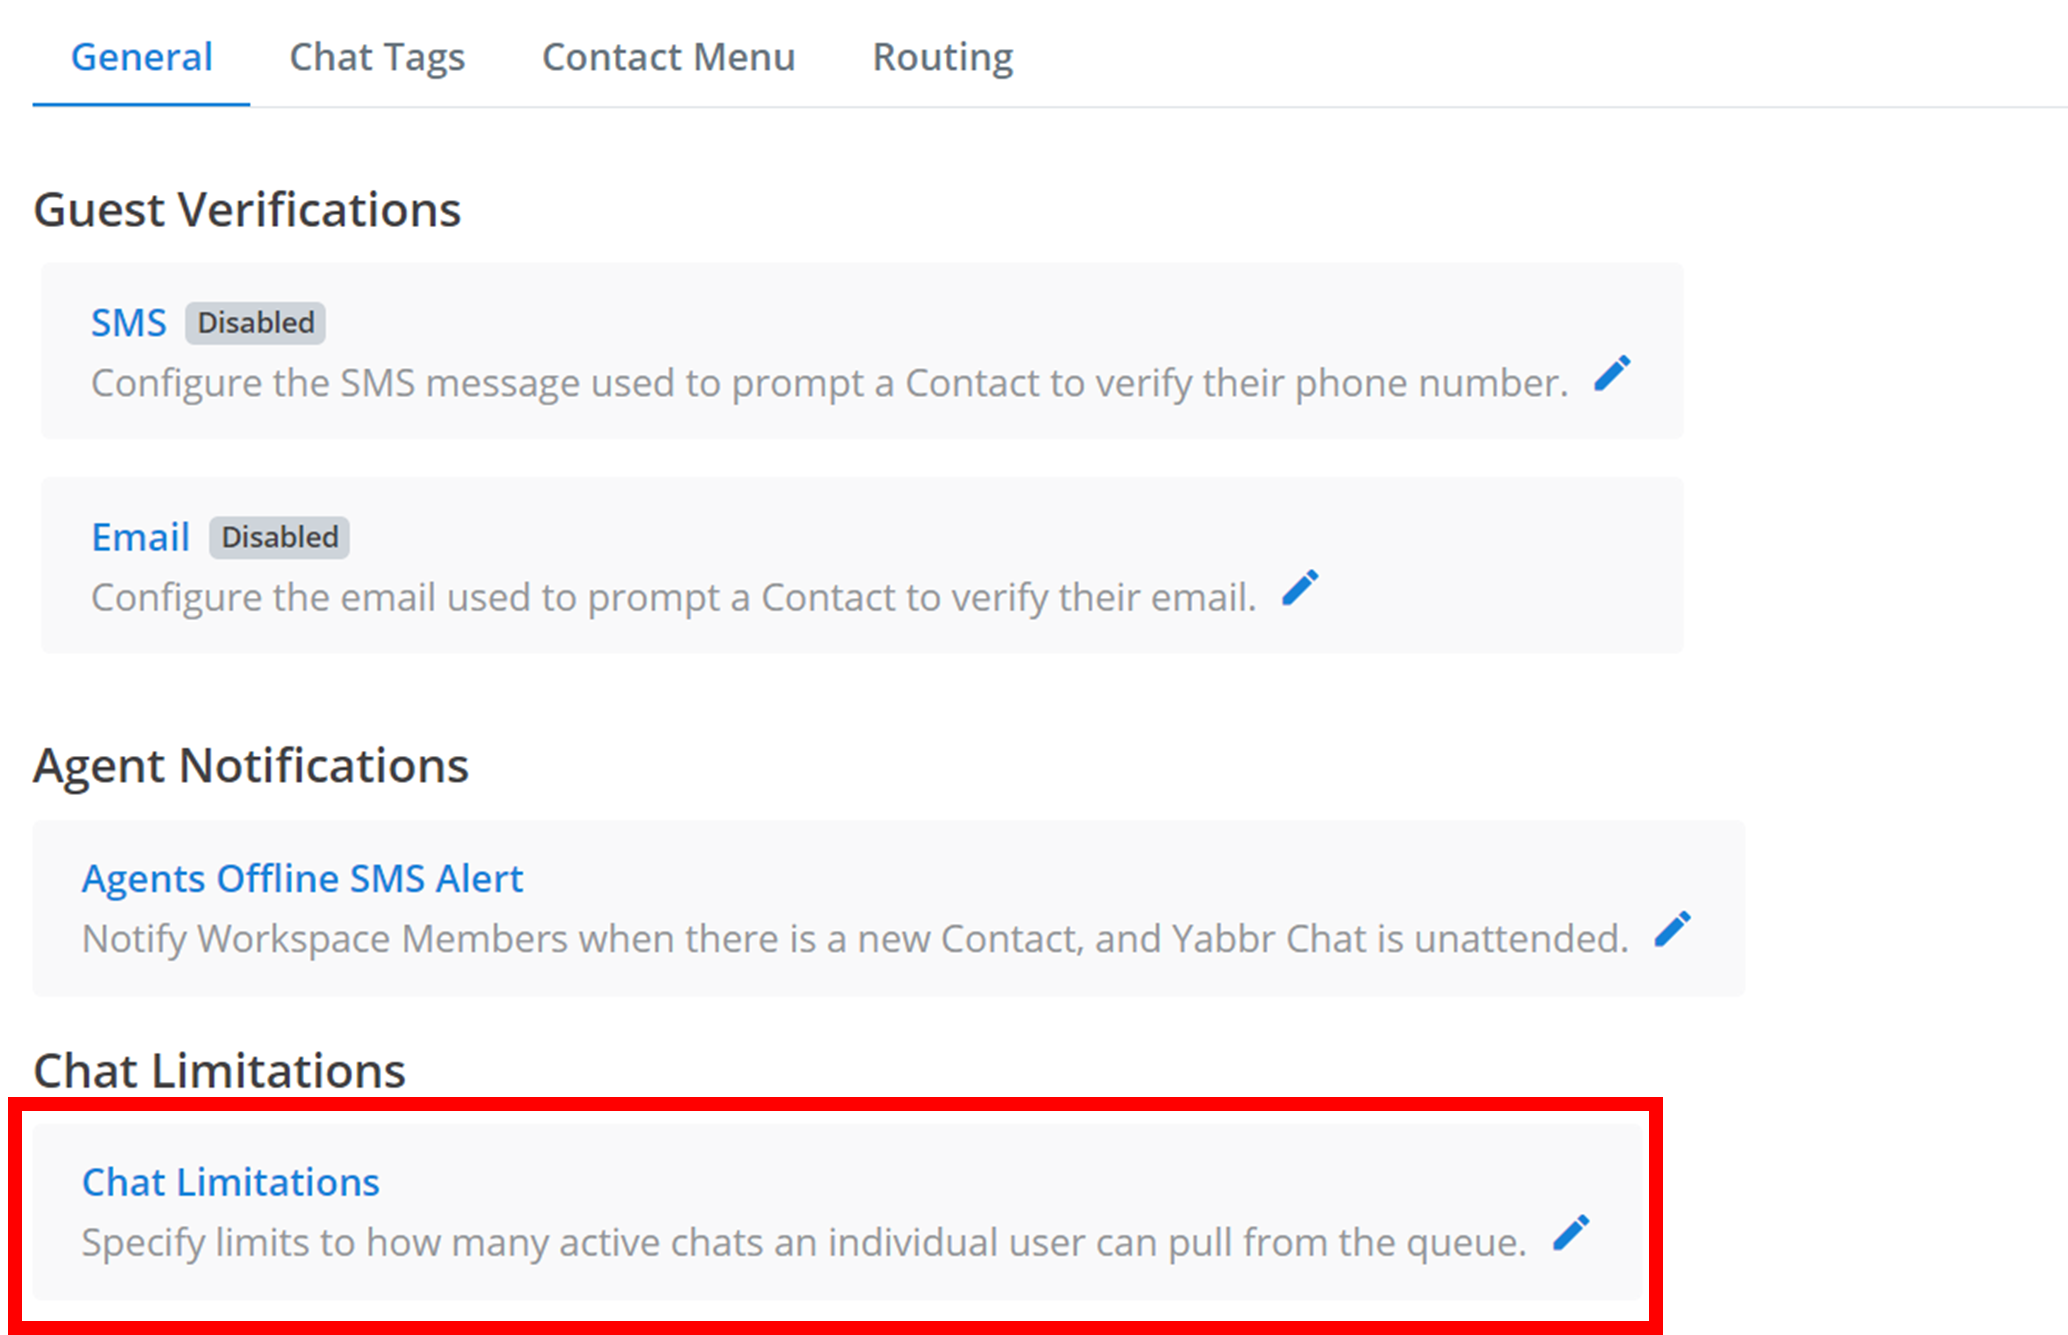 General Chat Tags Contact Menu Routing
Guest Verifications
SMS Disabled
Configure the SMS message used to prompt a Contact to verify their phone number.
Email Disabled
Configure the email used to prompt a Contact to verify their email.
Agent Notifications
Agents Offline SMS Alert
Notify Workspace Members when there is a new Contact, and Yabbr Chat is unattended.
Chat Limitations
Chat Limitations
Specify limits to how many active chats an individual user can pull from the queue.